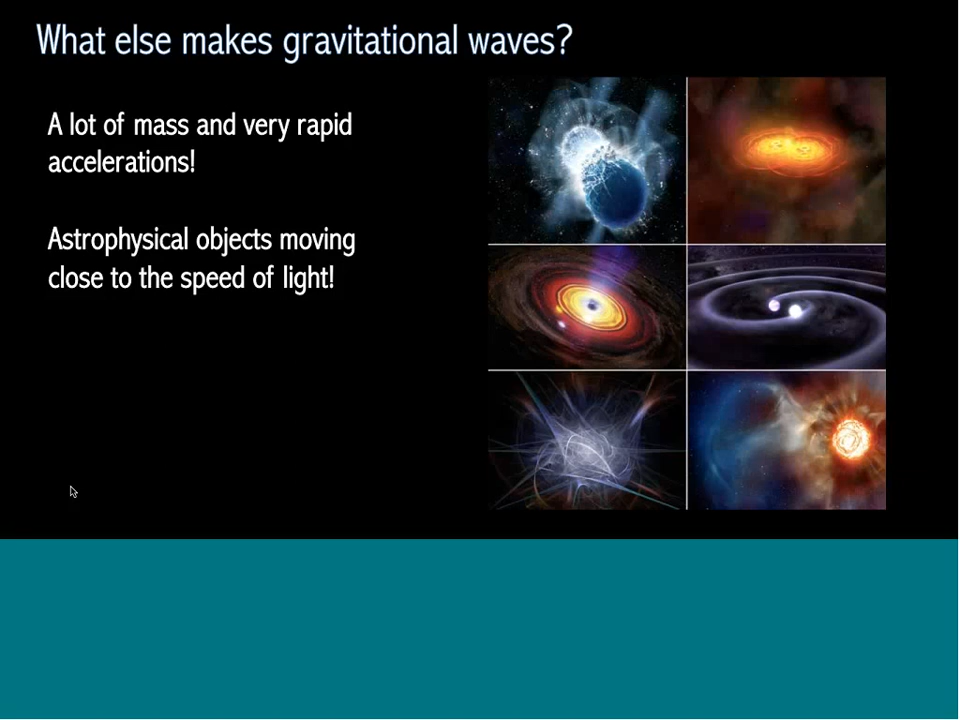 What else makes gravitational waves?
A lot of mass and very rapid
accelerations!
Astrophysical objects moving
close to the speed of light!